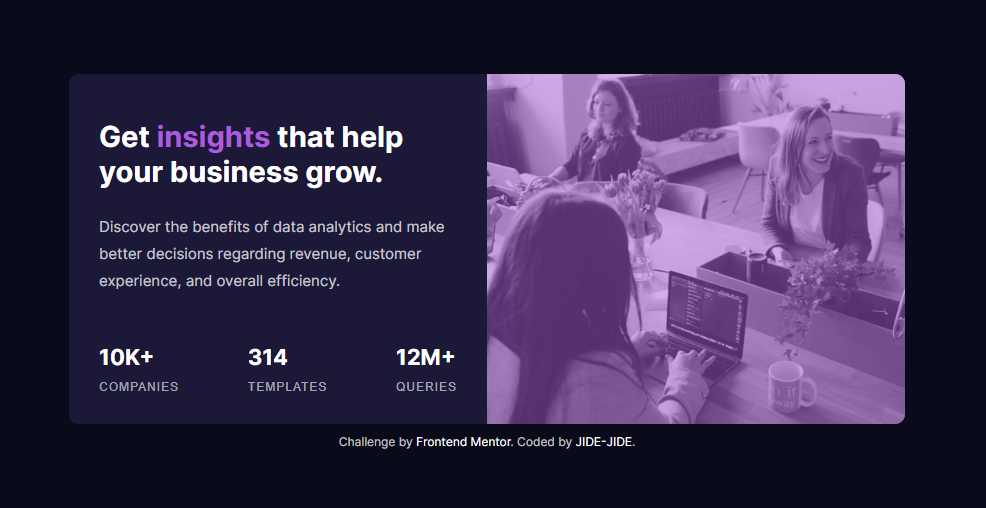 Get insights that help
your business grow.
Discover the benefits of data analytics and make
better decisions regarding revenue, customer
experience, and overall efficiency.
10K+ 314 12M+
COMPANIES TEMPLATES QUERIES
Challenge by Frontend Mentor. Coded by JIDE-JIDE.